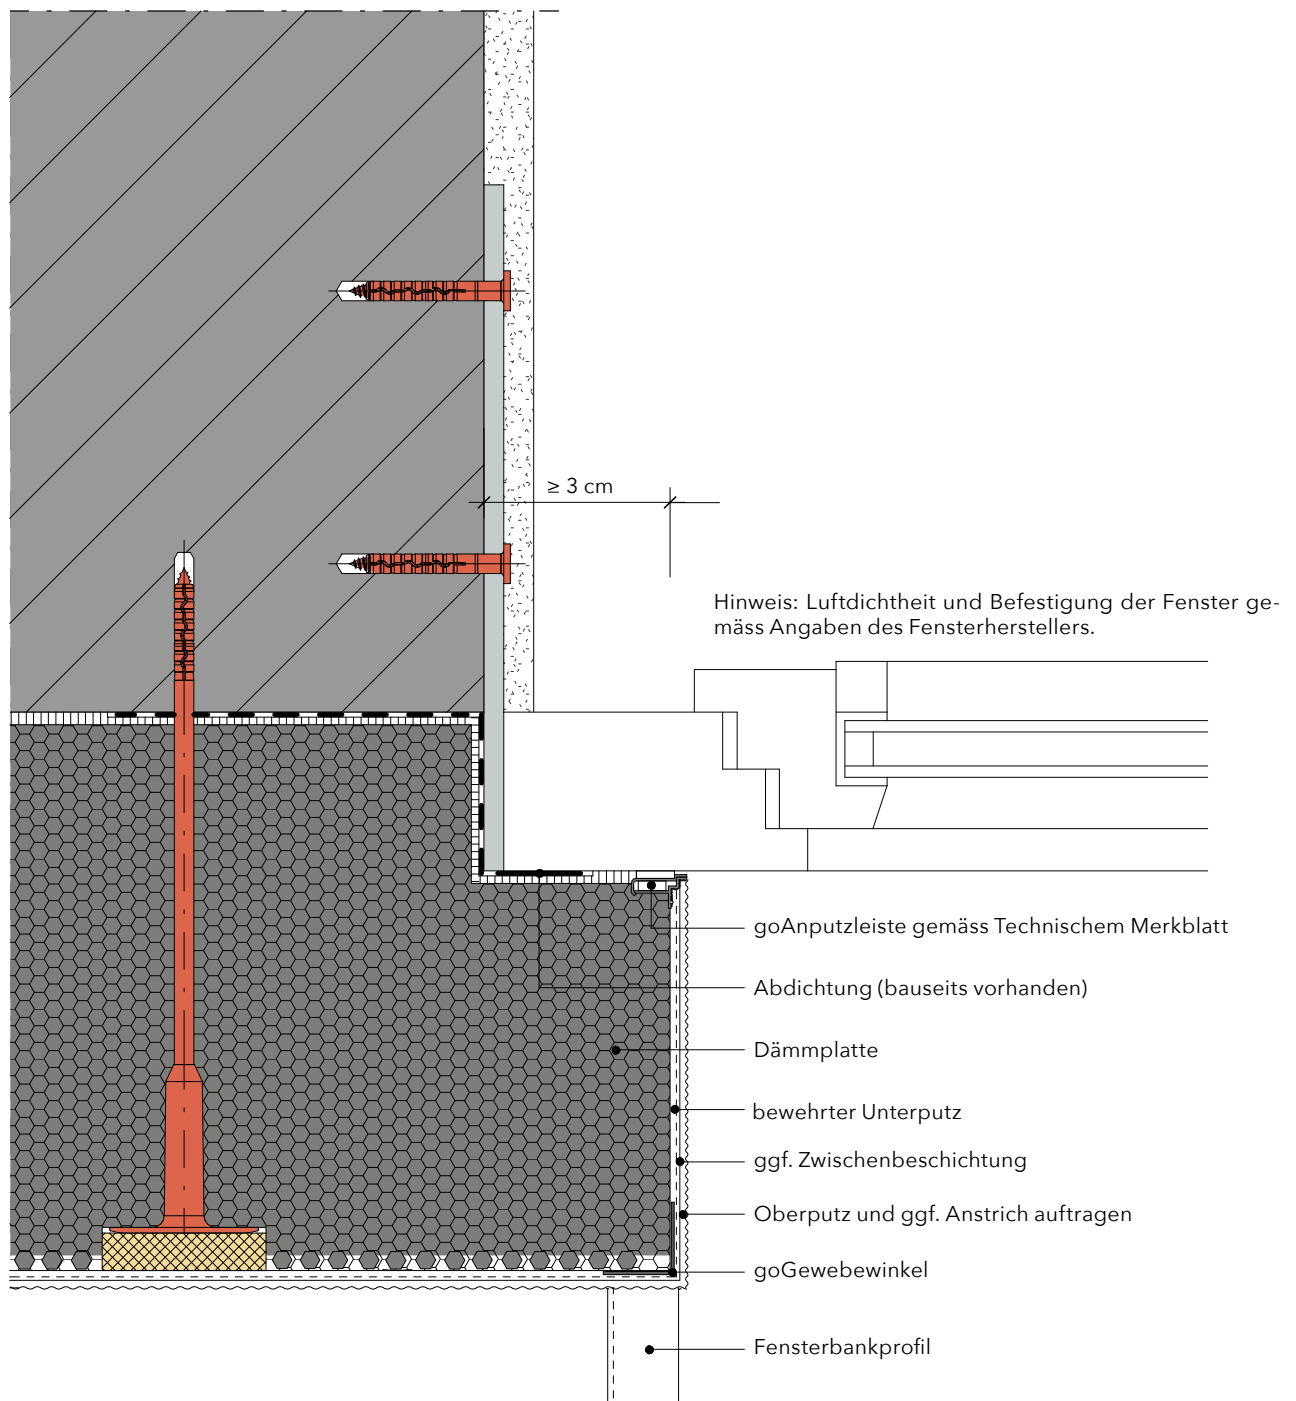 ≥ 3 cm
Hinweis: Luftdichtheit und Befestigung der Fenster ge-
mäss Angaben des Fensterherstellers.
goAnputzleiste gemäss Technischem Merkblatt
Abdichtung (bauseits vorhanden)
Dämmplatte
bewehrter Unterputz
ggf. Zwischenbeschichtung
Oberputz und ggf. Anstrich auftragen
goGewebewinkel
Fensterbankprofil